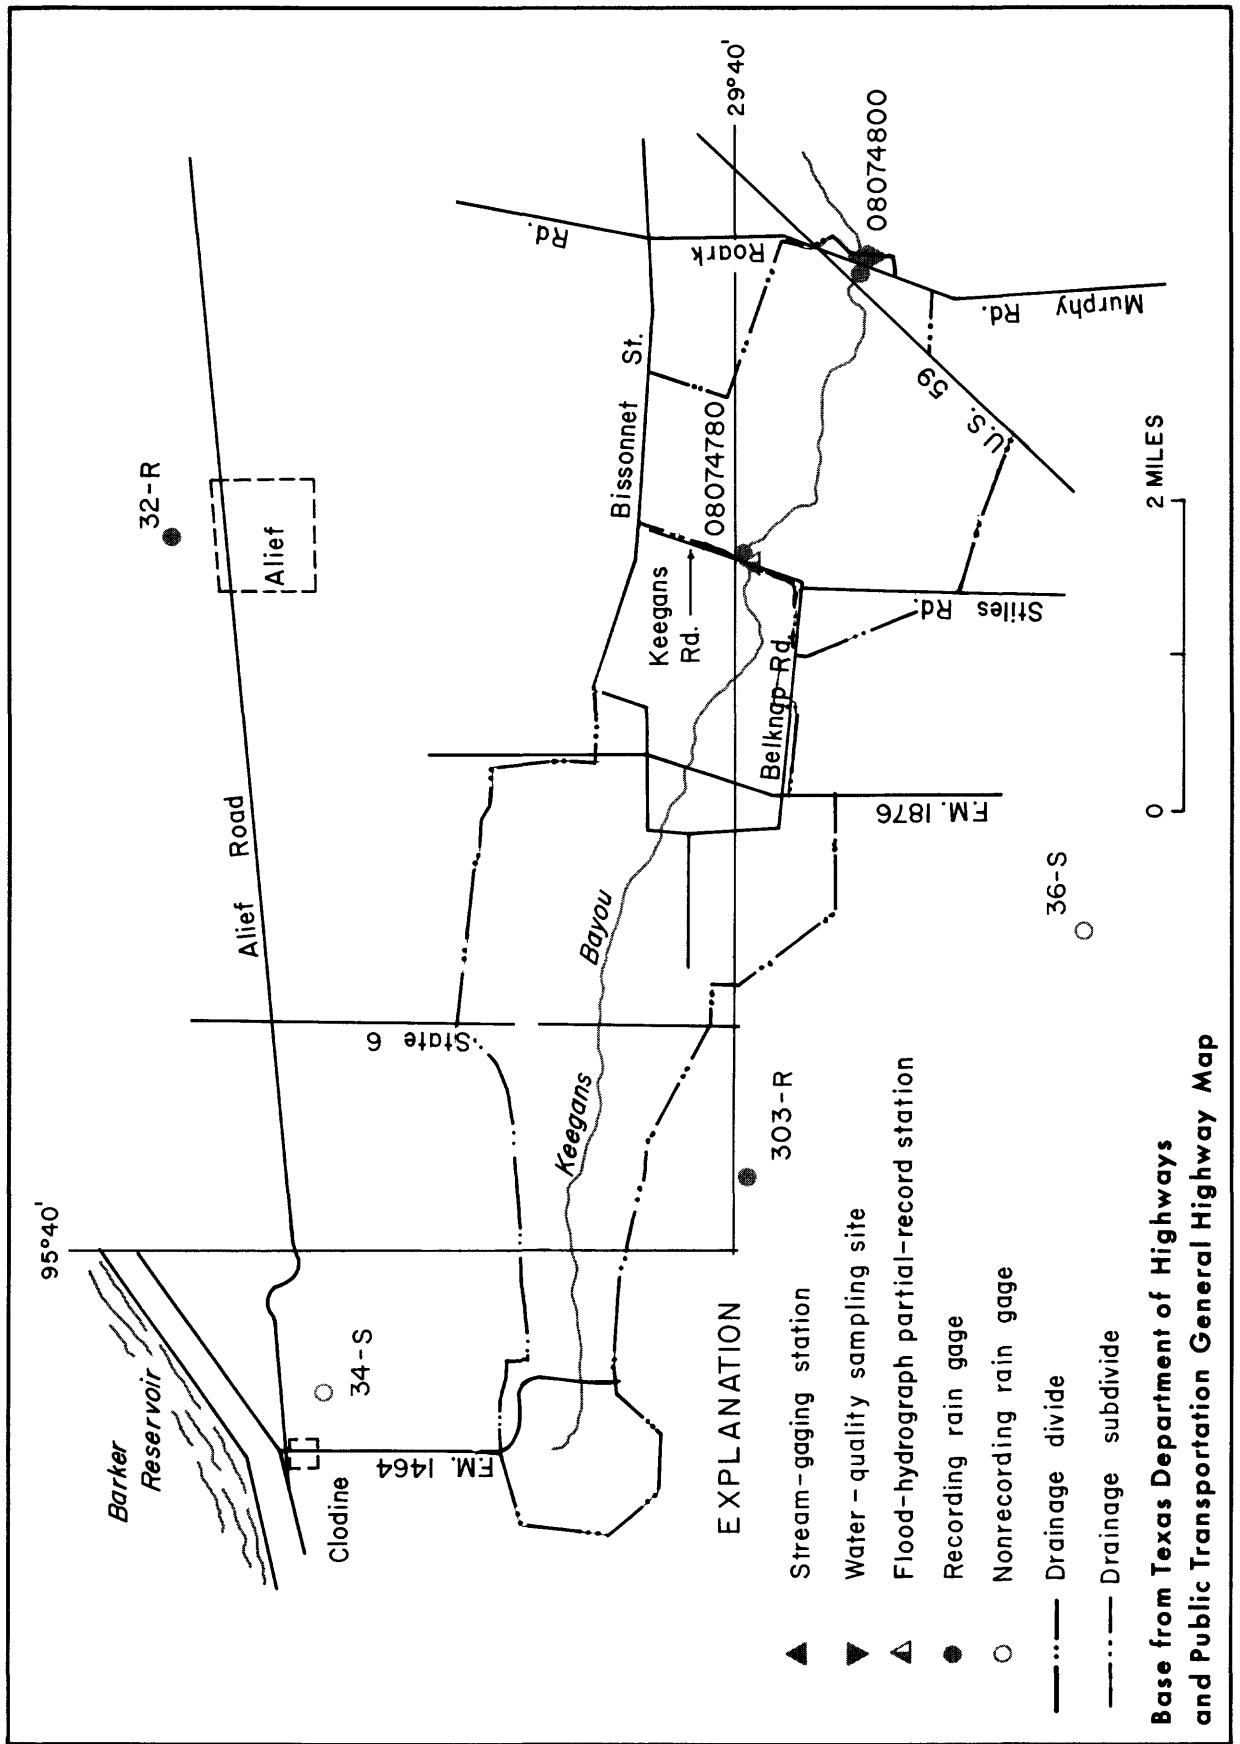 95°40'
Barker
Reservoir
Alief Road
32-R
Alief
Clodine
34-S
F.M. 1464
State 6
Rd.
Roark
Bissonnet St.
Keegans Bayou
Keegans
Rd.
08074780
29°40'
08074800
Belknap Rd.
303-R
F.M. 1876
Stiles Rd.
U.S. 59
Murphy Rd.
36-S
0 2 MILES
EXPLANATION
Stream-gaging station
Water-quality sampling site
Flood-hydrograph partial-record station
Recording rain gage
Nonrecording rain gage
Drainage divide
Drainage subdivide
Base from Texas Department of Highways
and Public Transportation General Highway Map